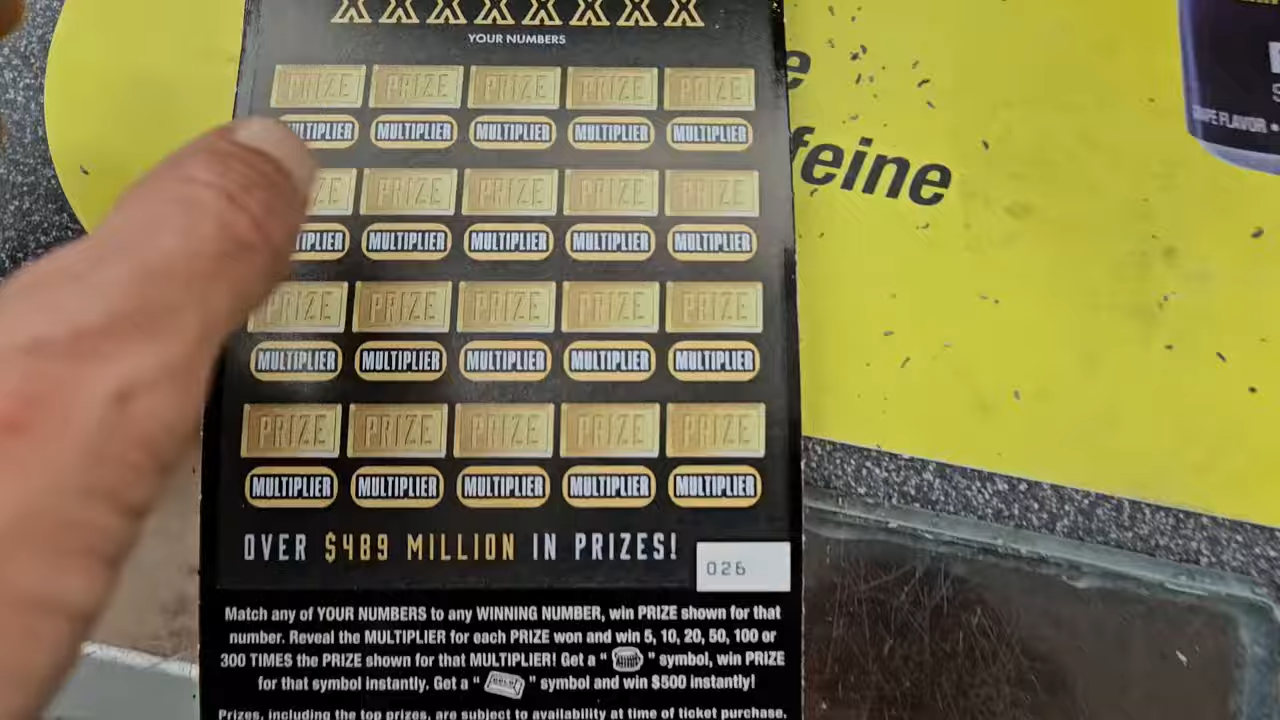 XXXXXXX
YOUR NUMBERS
PRIZE PRIZE PRIZE PRIZE PRIZE
MULTIPLIER MULTIPLIER MULTIPLIER MULTIPLIER MULTIPLIER
PRIZE PRIZE PRIZE PRIZE PRIZE
MULTIPLIER MULTIPLIER MULTIPLIER MULTIPLIER MULTIPLIER
PRIZE PRIZE PRIZE PRIZE PRIZE
MULTIPLIER MULTIPLIER MULTIPLIER MULTIPLIER MULTIPLIER
PRIZE PRIZE PRIZE PRIZE PRIZE
MULTIPLIER MULTIPLIER MULTIPLIER MULTIPLIER MULTIPLIER
OVER $489 MILLION IN PRIZES!
026
Match any of YOUR NUMBERS to any WINNING NUMBER, win PRIZE shown for that
number. Reveal the MULTIPLIER for each PRIZE won and win 5, 10, 20, 50, 100 or
300 TIMES the PRIZE shown for that MULTIPLIER! Get a " " symbol, win PRIZE
for that symbol instantly. Get a " GOLD " symbol and win $500 instantly!
Prizes, including the top prizes, are subject to availability at time of ticket purchase.
e
feine
FLAVOR •